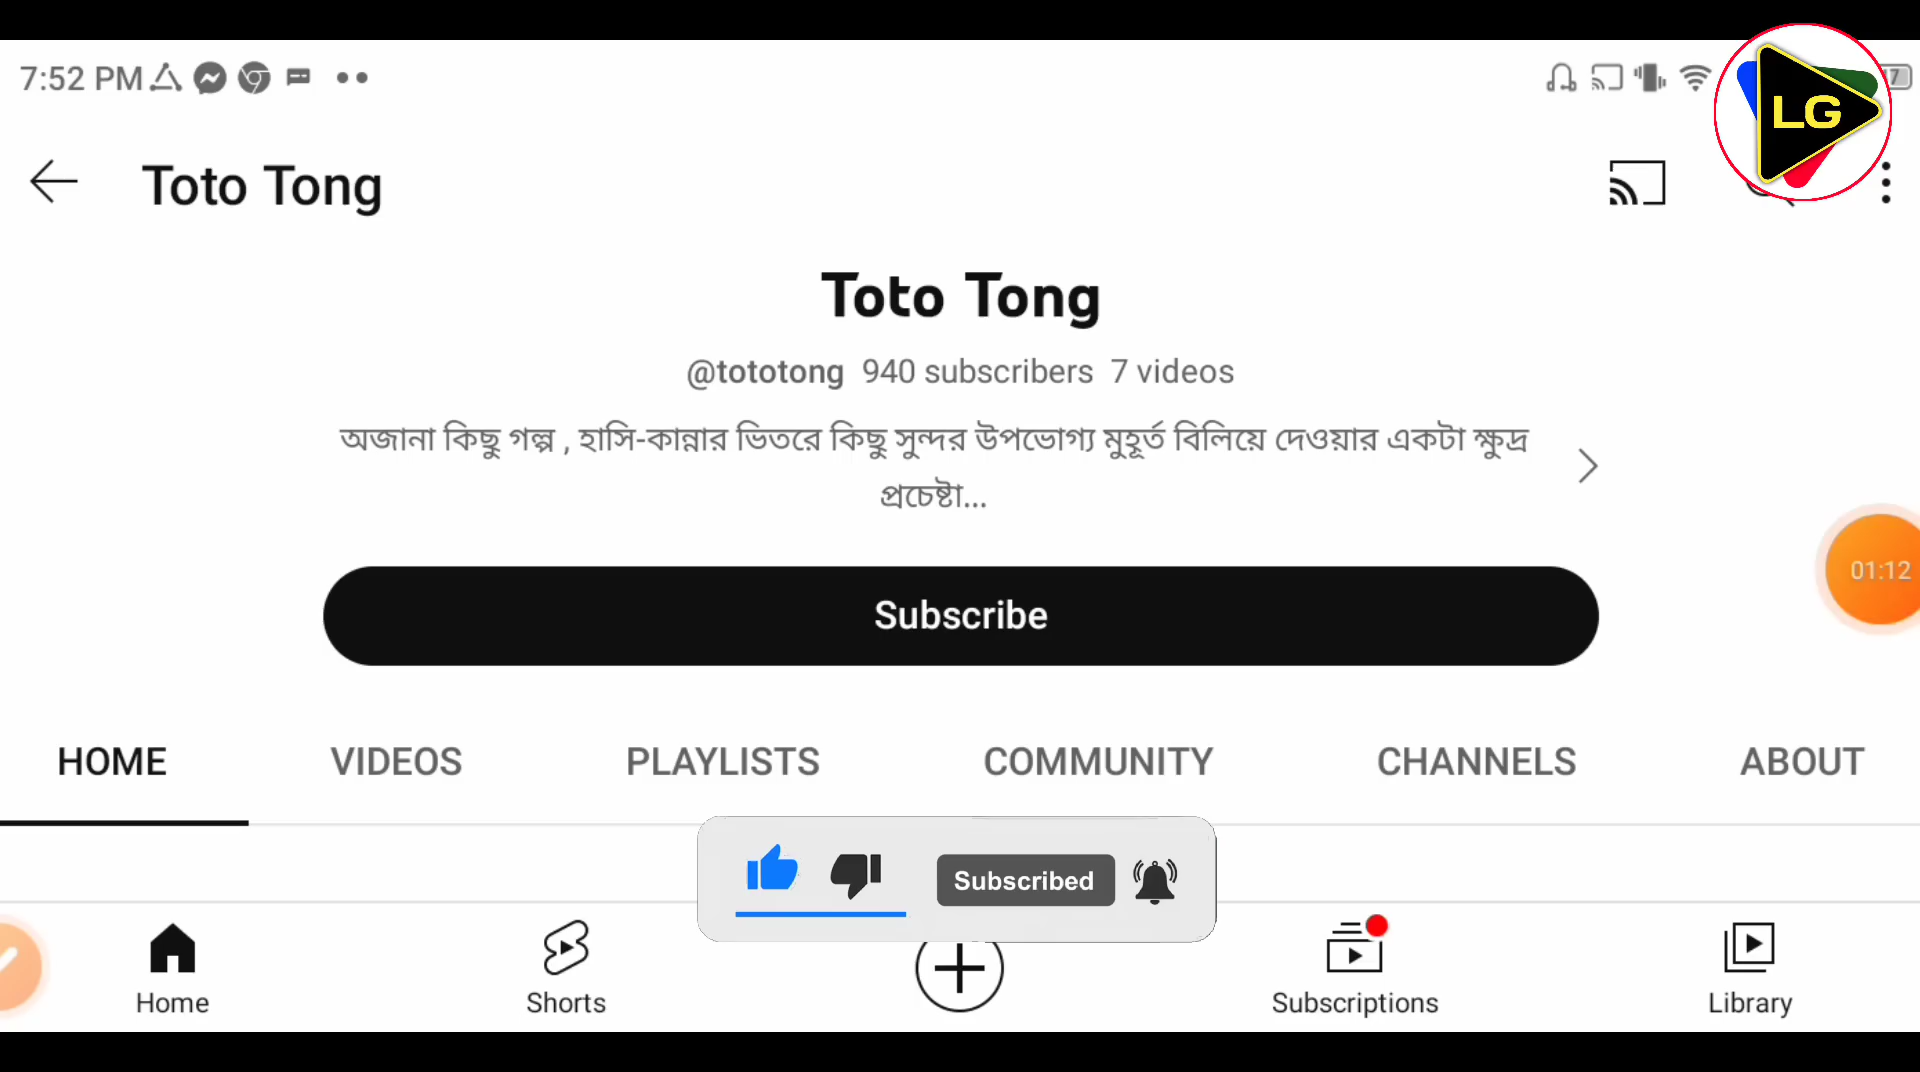 7:52 PM
LG
7
Toto Tong
Toto Tong
@tototong 940 subscribers 7 videos
অজানা কিছু গল্প , হাসি-কান্নার ভিতরে কিছু সুন্দর উপভোগ্য মুহূর্ত বিলিয়ে দেওয়ার একটা ক্ষুদ্র
প্রচেষ্টা...
01:12
Subscribe
HOME VIDEOS PLAYLISTS COMMUNITY CHANNELS ABOUT
Subscribed
Home Shorts Subscriptions Library